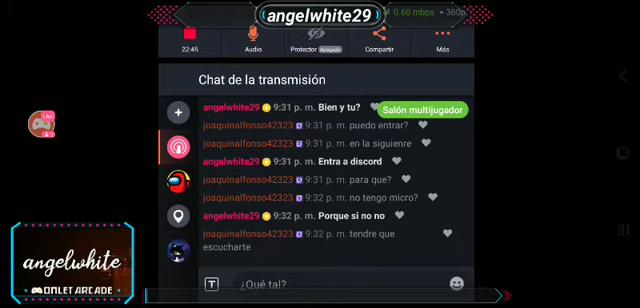 angelwhite29
0.60 mbps • 360p
22:45
Audio
Protector Apagado
Compartir
Más
Chat de la transmisión
Live
angelwhite29 9:31 p. m. Bien y tu?
Salón multijugador
joaquinalfonso42323 9:31 p. m. puedo entrar?
joaquinalfonso42323 9:31 p. m. en la siguienre
angelwhite29 9:31 p. m. Entra a discord
joaquinalfonso42323 9:31 p. m. para que?
joaquinalfonso42323 9:32 p. m. no tengo micro?
angelwhite29 9:32 p. m. Porque si no no
joaquinalfonso42323 9:32 p. m. tendre que
escucharte
angelwhite
OMLET ARCADE
T
¿Qué tal?